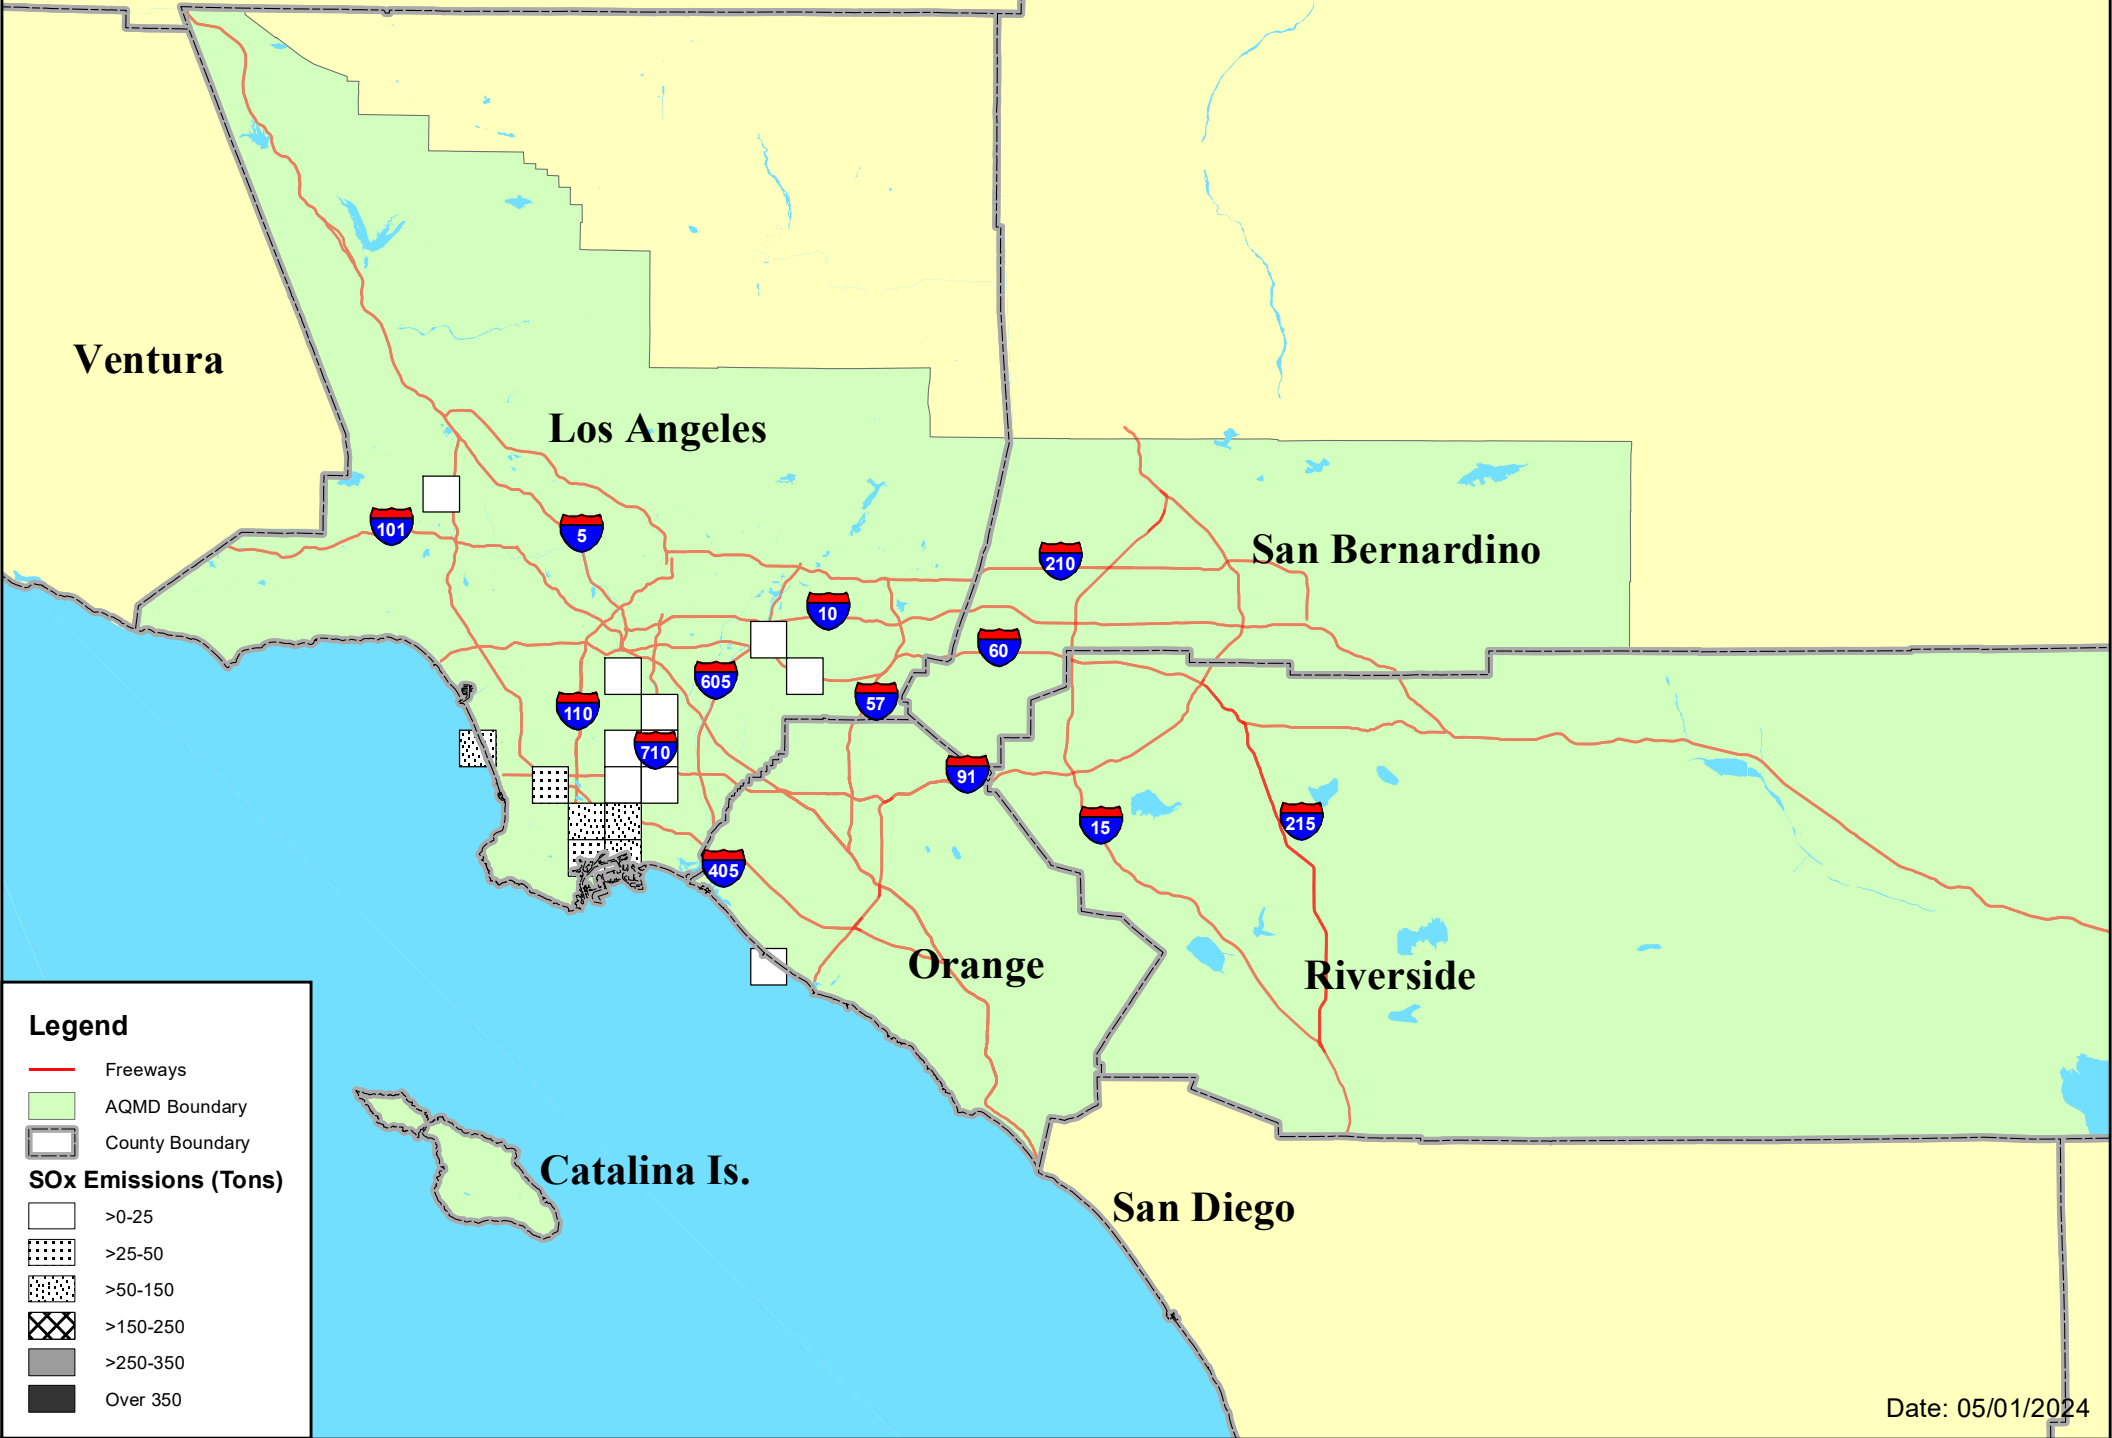 Ventura
Los Angeles
101
5
210
San Bernardino
10
60
605
57
110
710
91
15
215
405
Orange
Riverside
Catalina Is.
San Diego
Legend
Freeways
AQMD Boundary
County Boundary
SOx Emissions (Tons)
>0-25
>25-50
>50-150
>150-250
>250-350
Over 350
Date: 05/01/2024